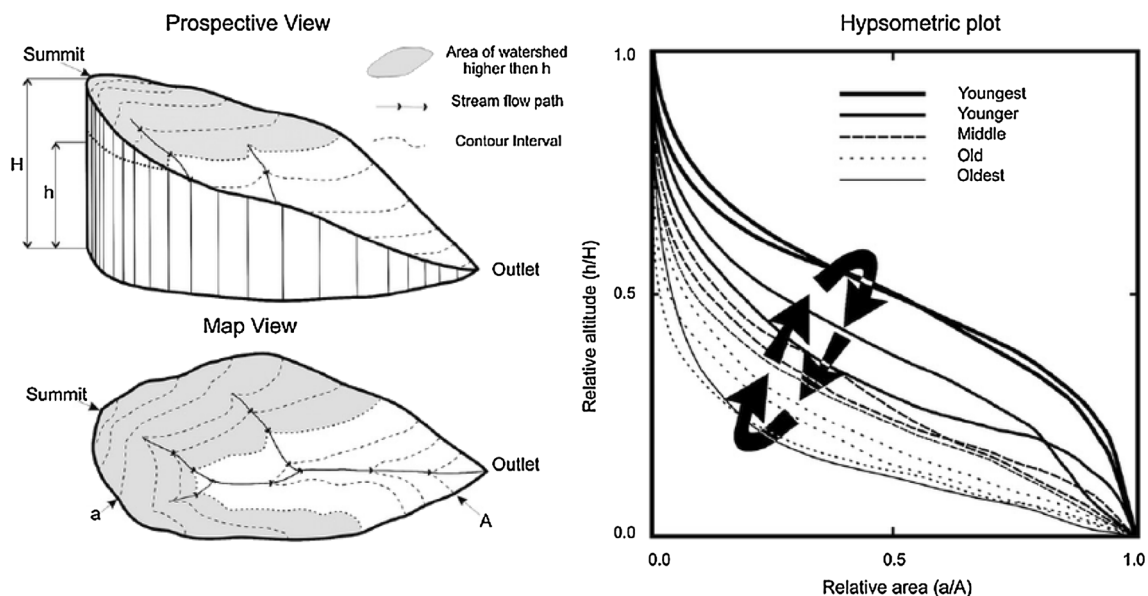 Prospective View
Summit
Area of watershed
higher then h
Stream flow path
Contour Interval
H
h
Outlet
Map View
Summit
Outlet
a
A
Hypsometric plot
1.0
Youngest
Younger
Middle
Old
Oldest
Relative altitude (h/H)
0.5
0.0
0.0
0.5
1.0
Relative area (a/A)